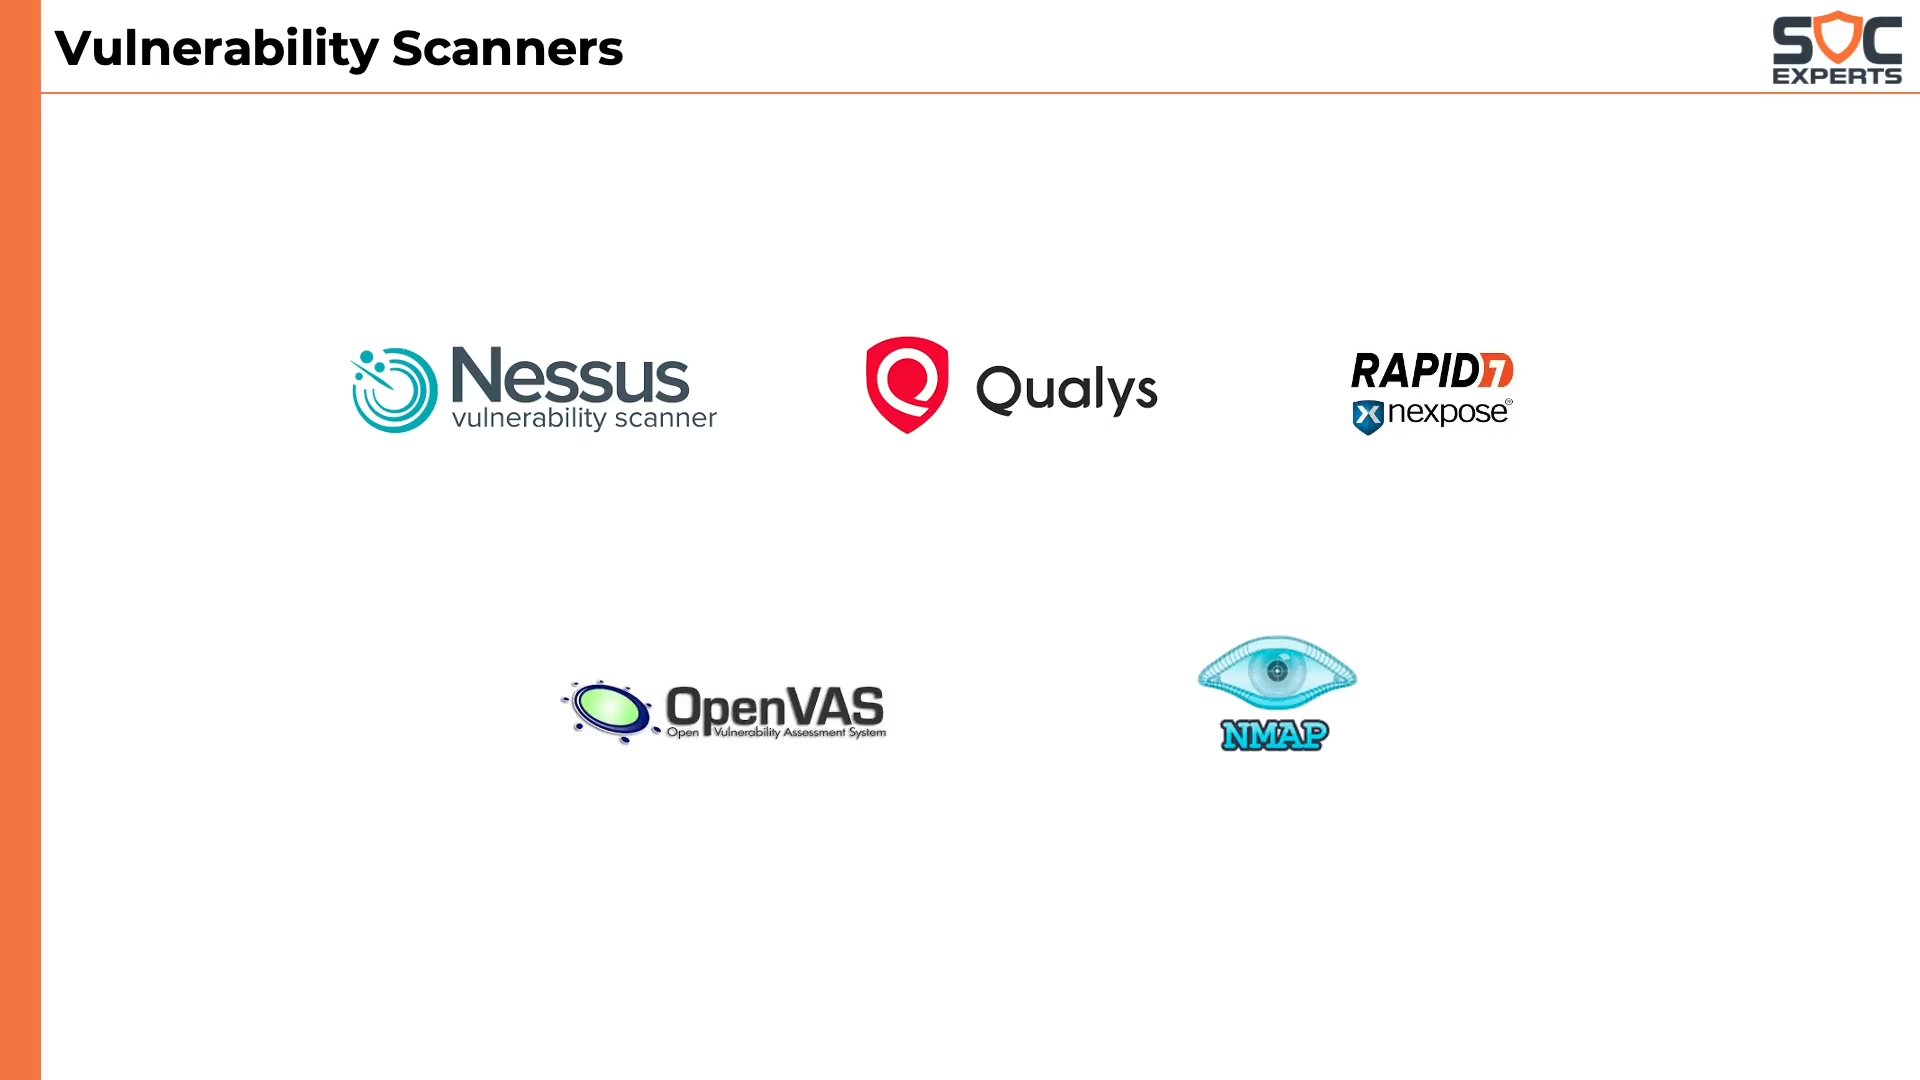 Vulnerability Scanners
SOC
EXPERTS
Nessus
vulnerability scanner
Qualys
RAPID7
nexpose®
OpenVAS
Open Vulnerability Assessment System
NMAP